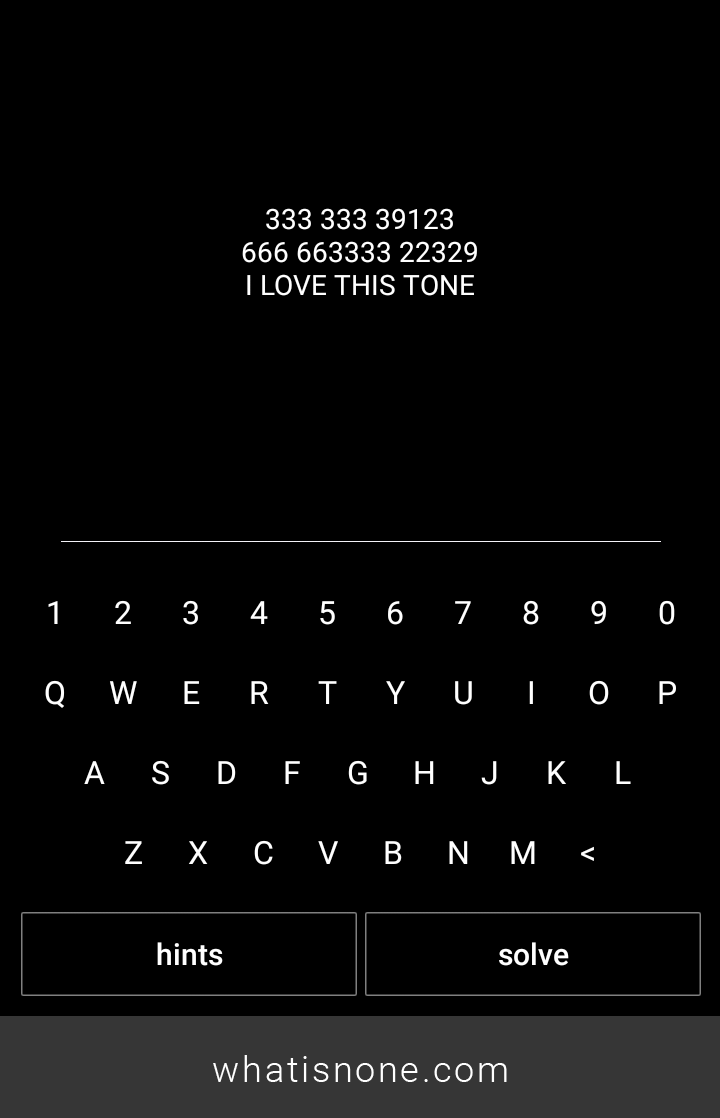 333 333 39123
666 663333 22329
I LOVE THIS TONE
1 2 3 4 5 6 7 8 9 0
Q W E R T Y U I O P
A S D F G H J K L
Z X C V B N M <
hints solve
whatisnone.com